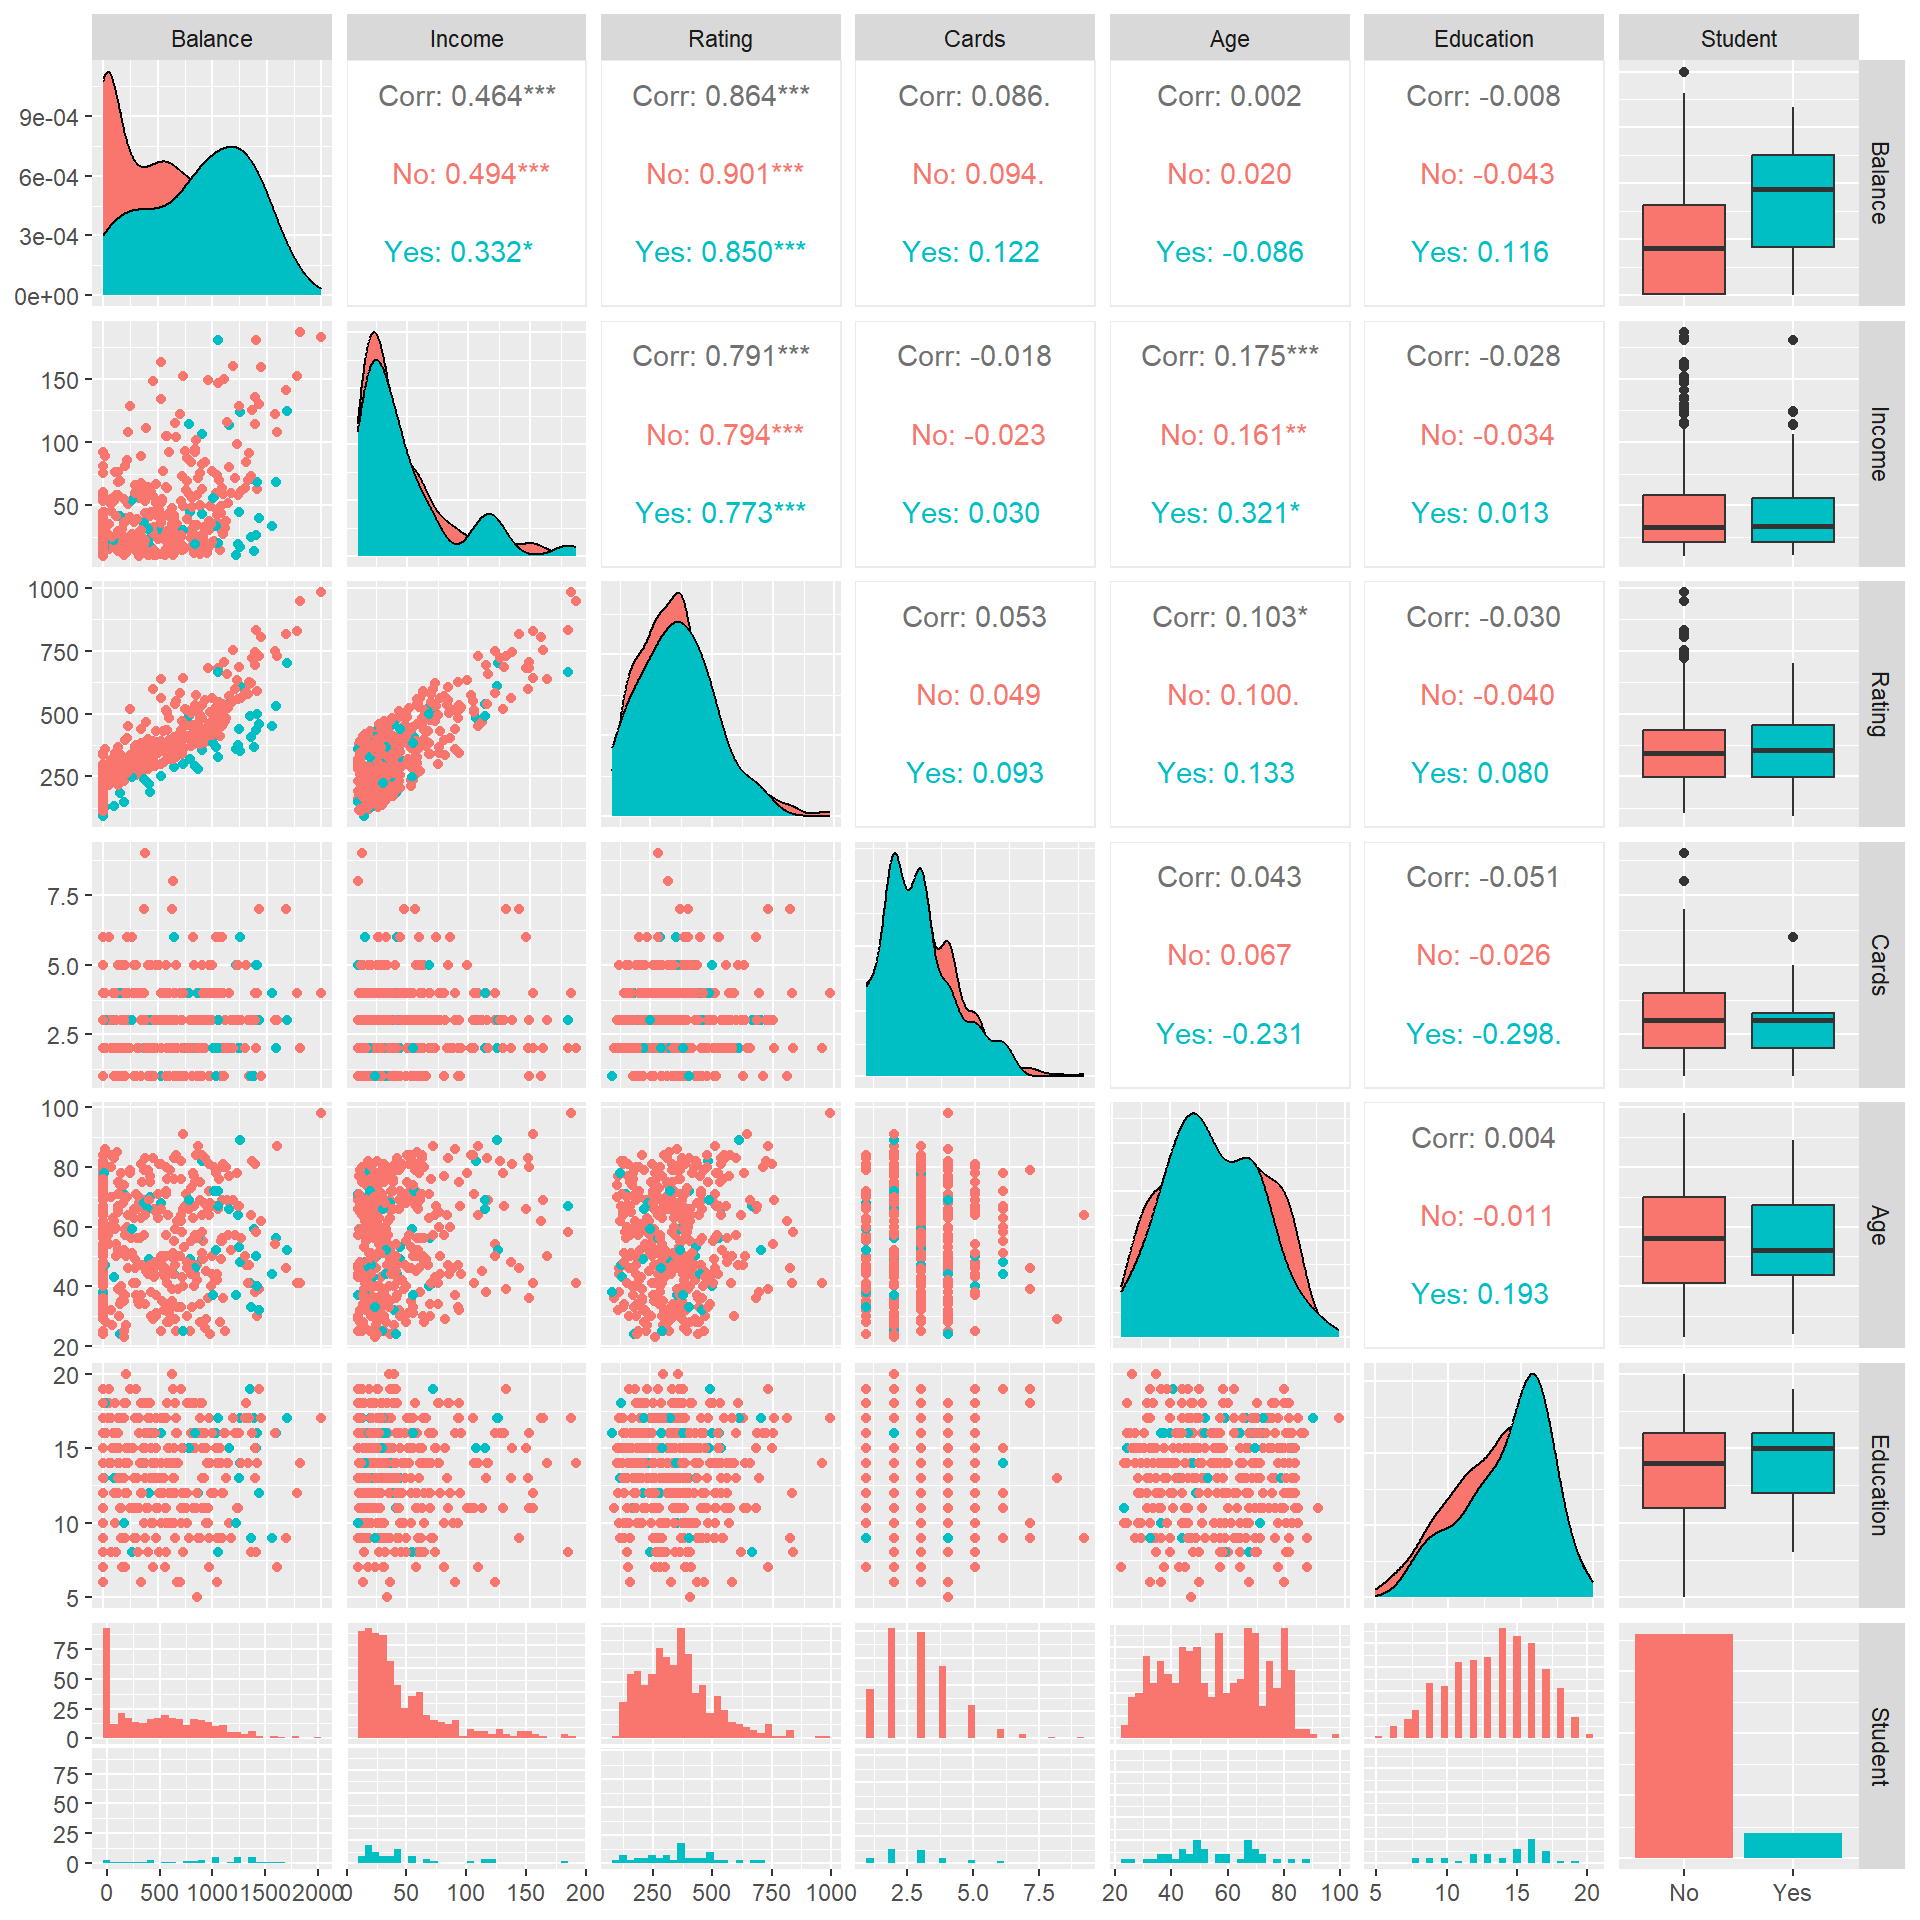 Balance Income Rating Cards Age Education Student
9e-04
6e-04
3e-04
0e+00
Corr: 0.464***
No: 0.494***
Yes: 0.332*
Corr: 0.864***
No: 0.901***
Yes: 0.850***
Corr: 0.086.
No: 0.094.
Yes: 0.122
Corr: 0.002
No: 0.020
Yes: -0.086
Corr: -0.008
No: -0.043
Yes: 0.116
Balance
150
100
50
Corr: 0.791***
No: 0.794***
Yes: 0.773***
Corr: -0.018
No: -0.023
Yes: 0.030
Corr: 0.175***
No: 0.161**
Yes: 0.321*
Corr: -0.028
No: -0.034
Yes: 0.013
Income
1000
750
500
250
Corr: 0.053
No: 0.049
Yes: 0.093
Corr: 0.103*
No: 0.100.
Yes: 0.133
Corr: -0.030
No: -0.040
Yes: 0.080
Rating
7.5
5.0
2.5
Corr: 0.043
No: 0.067
Yes: -0.231
Corr: -0.051
No: -0.026
Yes: -0.298.
Cards
100
80
60
40
20
Corr: 0.004
No: -0.011
Yes: 0.193
Age
20
15
10
5
Education
75
50
25
0
75
50
25
0
Student
0 500 1000 1500 2000
0 50 100 150 200
250 500 750 1000
2.5 5.0 7.5
20 40 60 80 100
5 10 15 20
No Yes